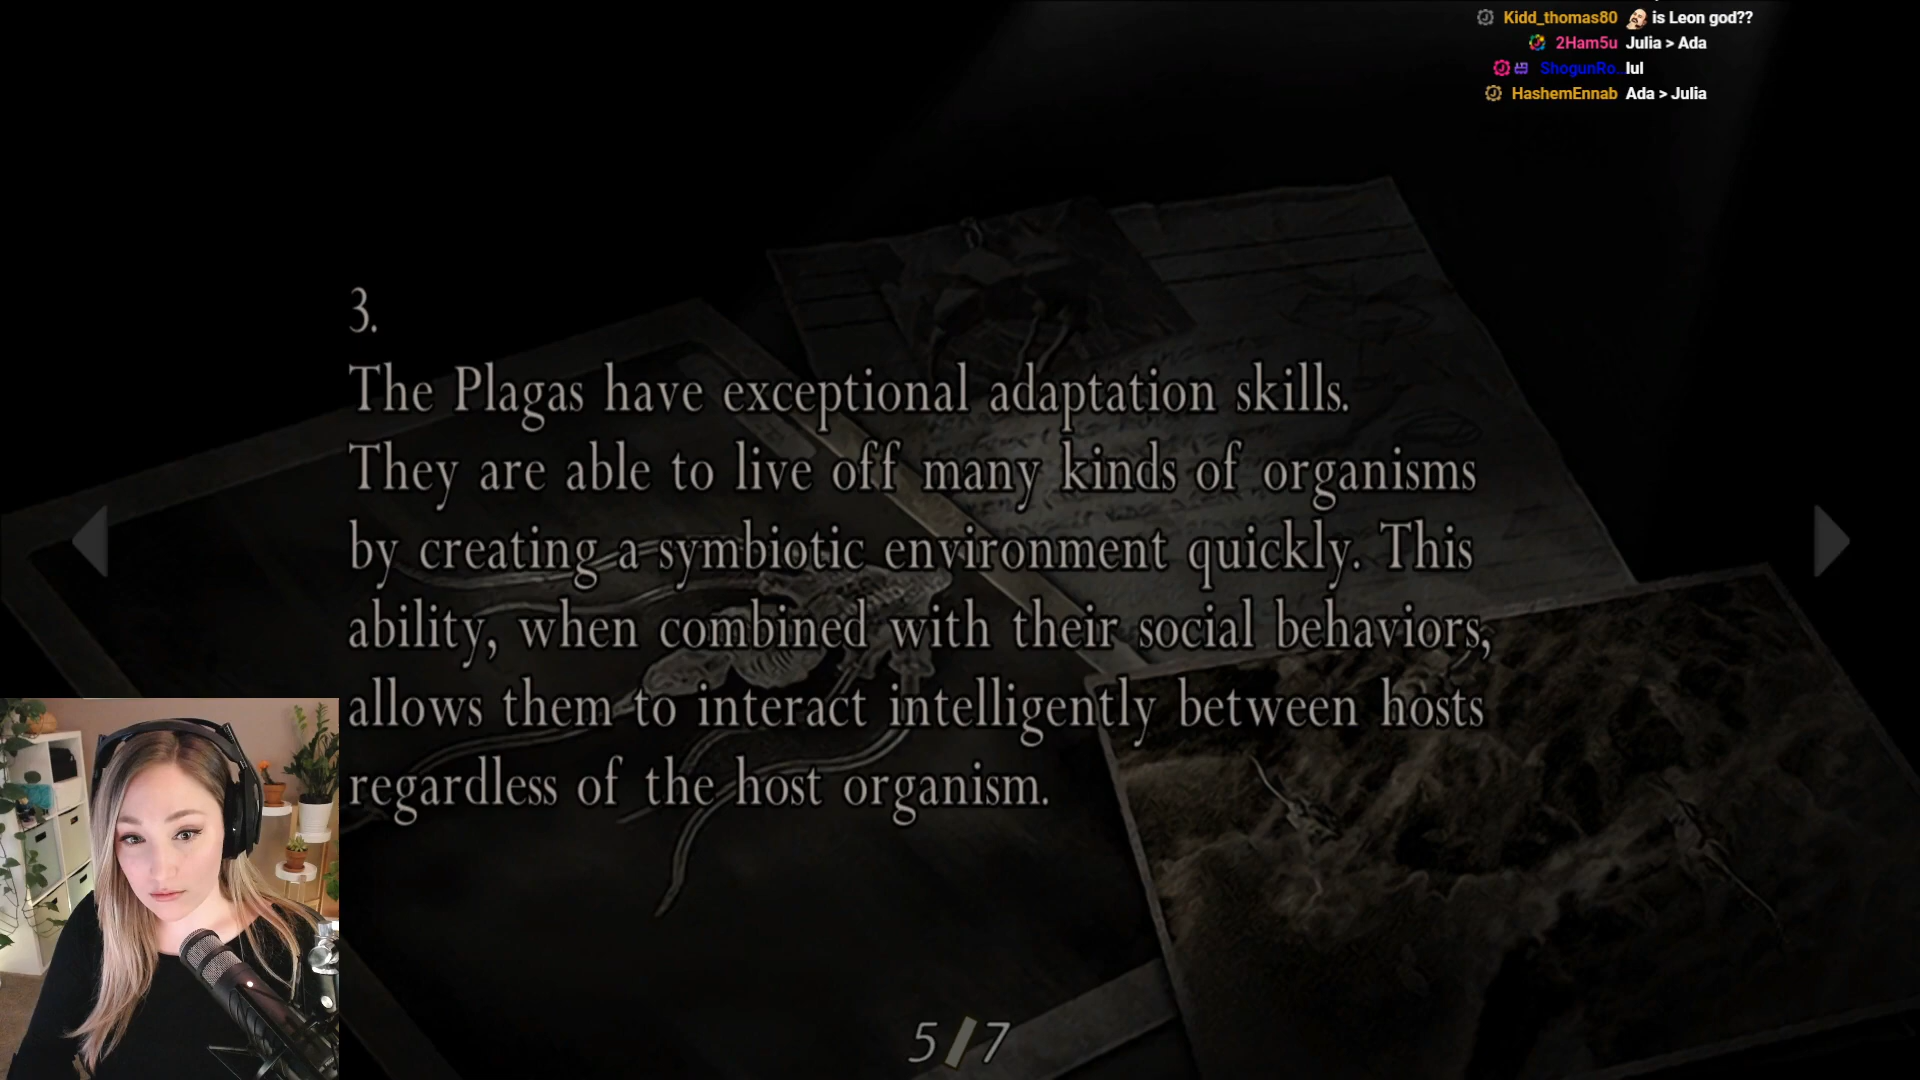 Kidd_thomas80 is Leon god??
2Ham5u Julia > Ada
ShogunRo... lul
HashemEnnab Ada > Julia
3.
The Plagas have exceptional adaptation skills.
They are able to live off many kinds of organisms
by creating a symbiotic environment quickly. This
ability, when combined with their social behaviors,
allows them to interact intelligently between hosts
regardless of the host organism.
5/7